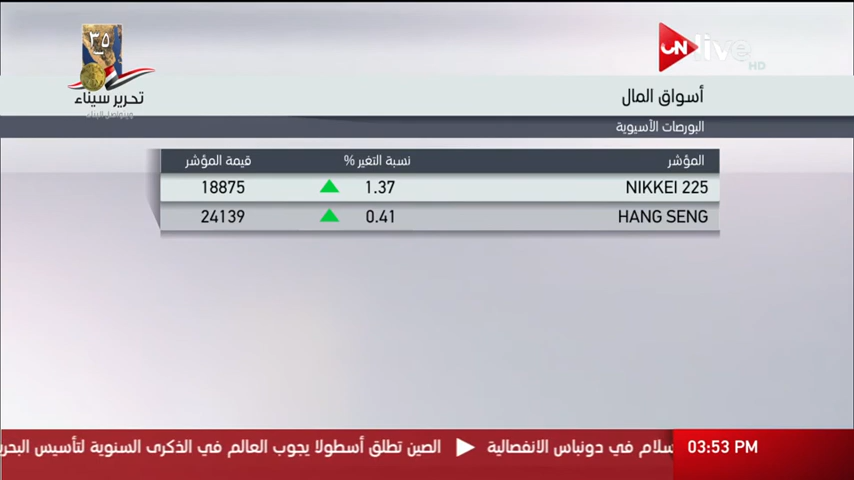 ٣٥
تحرير سيناء
ON live
HD
أسواق المال
البورصات الآسيوية
المؤشر نسبة التغير % قيمة المؤشر
NIKKEI 225 1.37 18875
HANG SENG 0.41 24139
03:53 PM سلام في دونباس الانفصالية الصين تطلق أسطولا يجوب العالم في الذكرى السنوية لتأسيس البحري